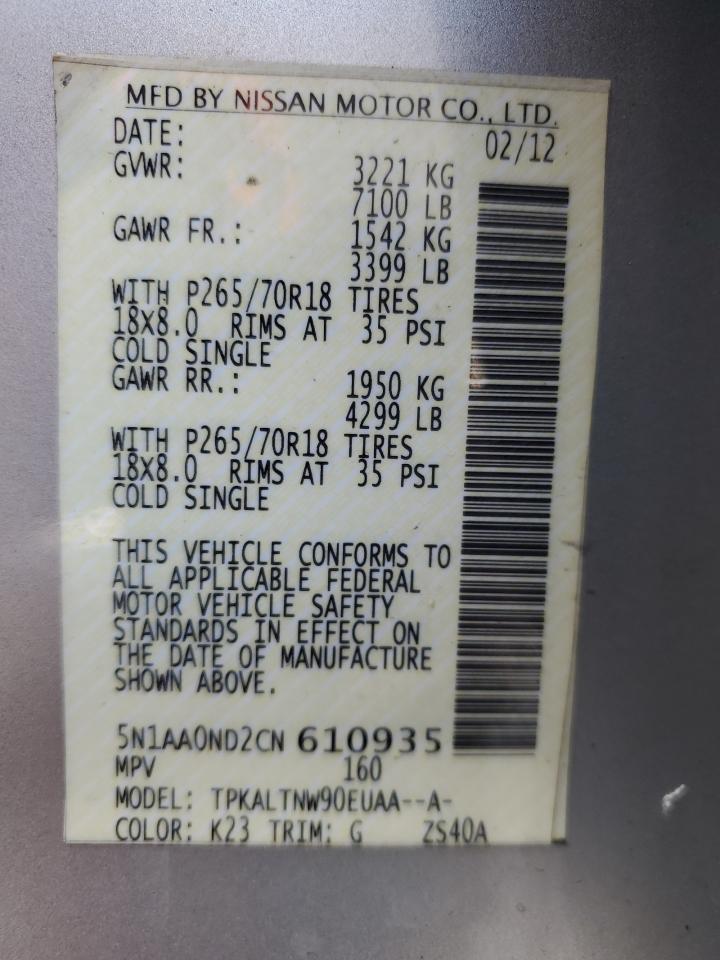 MFD BY NISSAN MOTOR CO., LTD.
DATE: 02/12
GVWR: 3221 KG
7100 LB
GAWR FR.: 1542 KG
3399 LB
WITH P265/70R18 TIRES
18X8.0 RIMS AT 35 PSI
COLD SINGLE
GAWR RR.: 1950 KG
4299 LB
WITH P265/70R18 TIRES
18X8.0 RIMS AT 35 PSI
COLD SINGLE
THIS VEHICLE CONFORMS TO
ALL APPLICABLE FEDERAL
MOTOR VEHICLE SAFETY
STANDARDS IN EFFECT ON
THE DATE OF MANUFACTURE
SHOWN ABOVE.
5N1AA0ND2CN 610935
MPV 160
MODEL: TPKALTNW90EUAA--A-
COLOR: K23 TRIM: G ZS40A